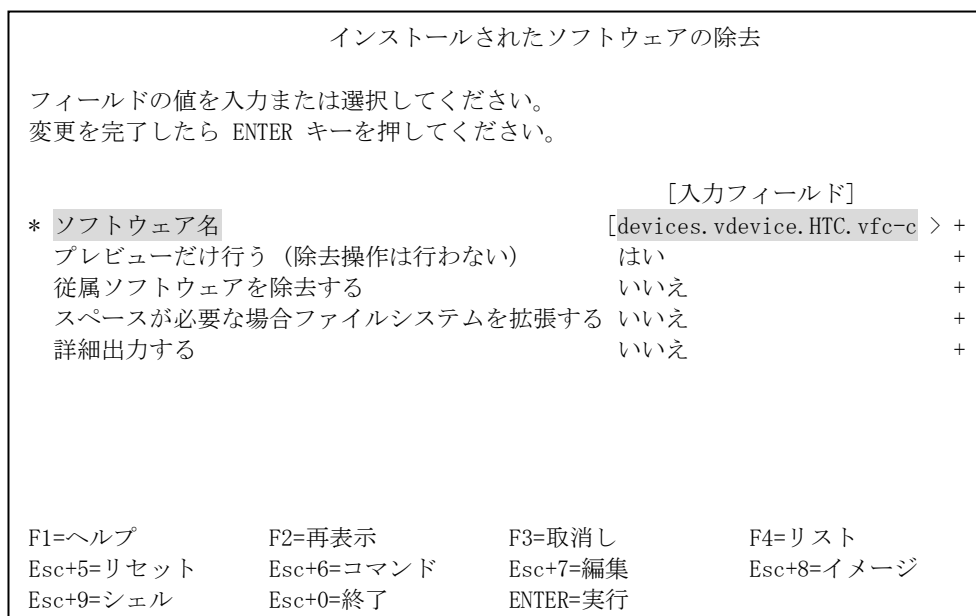 インストールされたソフトウェアの除去
フィールドの値を入力または選択してください。
変更を完了したら ENTER キーを押してください。
[入力フィールド]
* ソフトウェア名 [devices.vdevice.HTC.vfc-c > +
プレビューだけ行う (除去操作は行わない) はい +
従属ソフトウェアを除去する いいえ +
スペースが必要な場合ファイルシステムを拡張する いいえ +
詳細出力する いいえ +
F1=ヘルプ F2=再表示 F3=取消し F4=リスト
Esc+5=リセット Esc+6=コマンド Esc+7=編集 Esc+8=イメージ
Esc+9=シェル Esc+0=終了 ENTER=実行